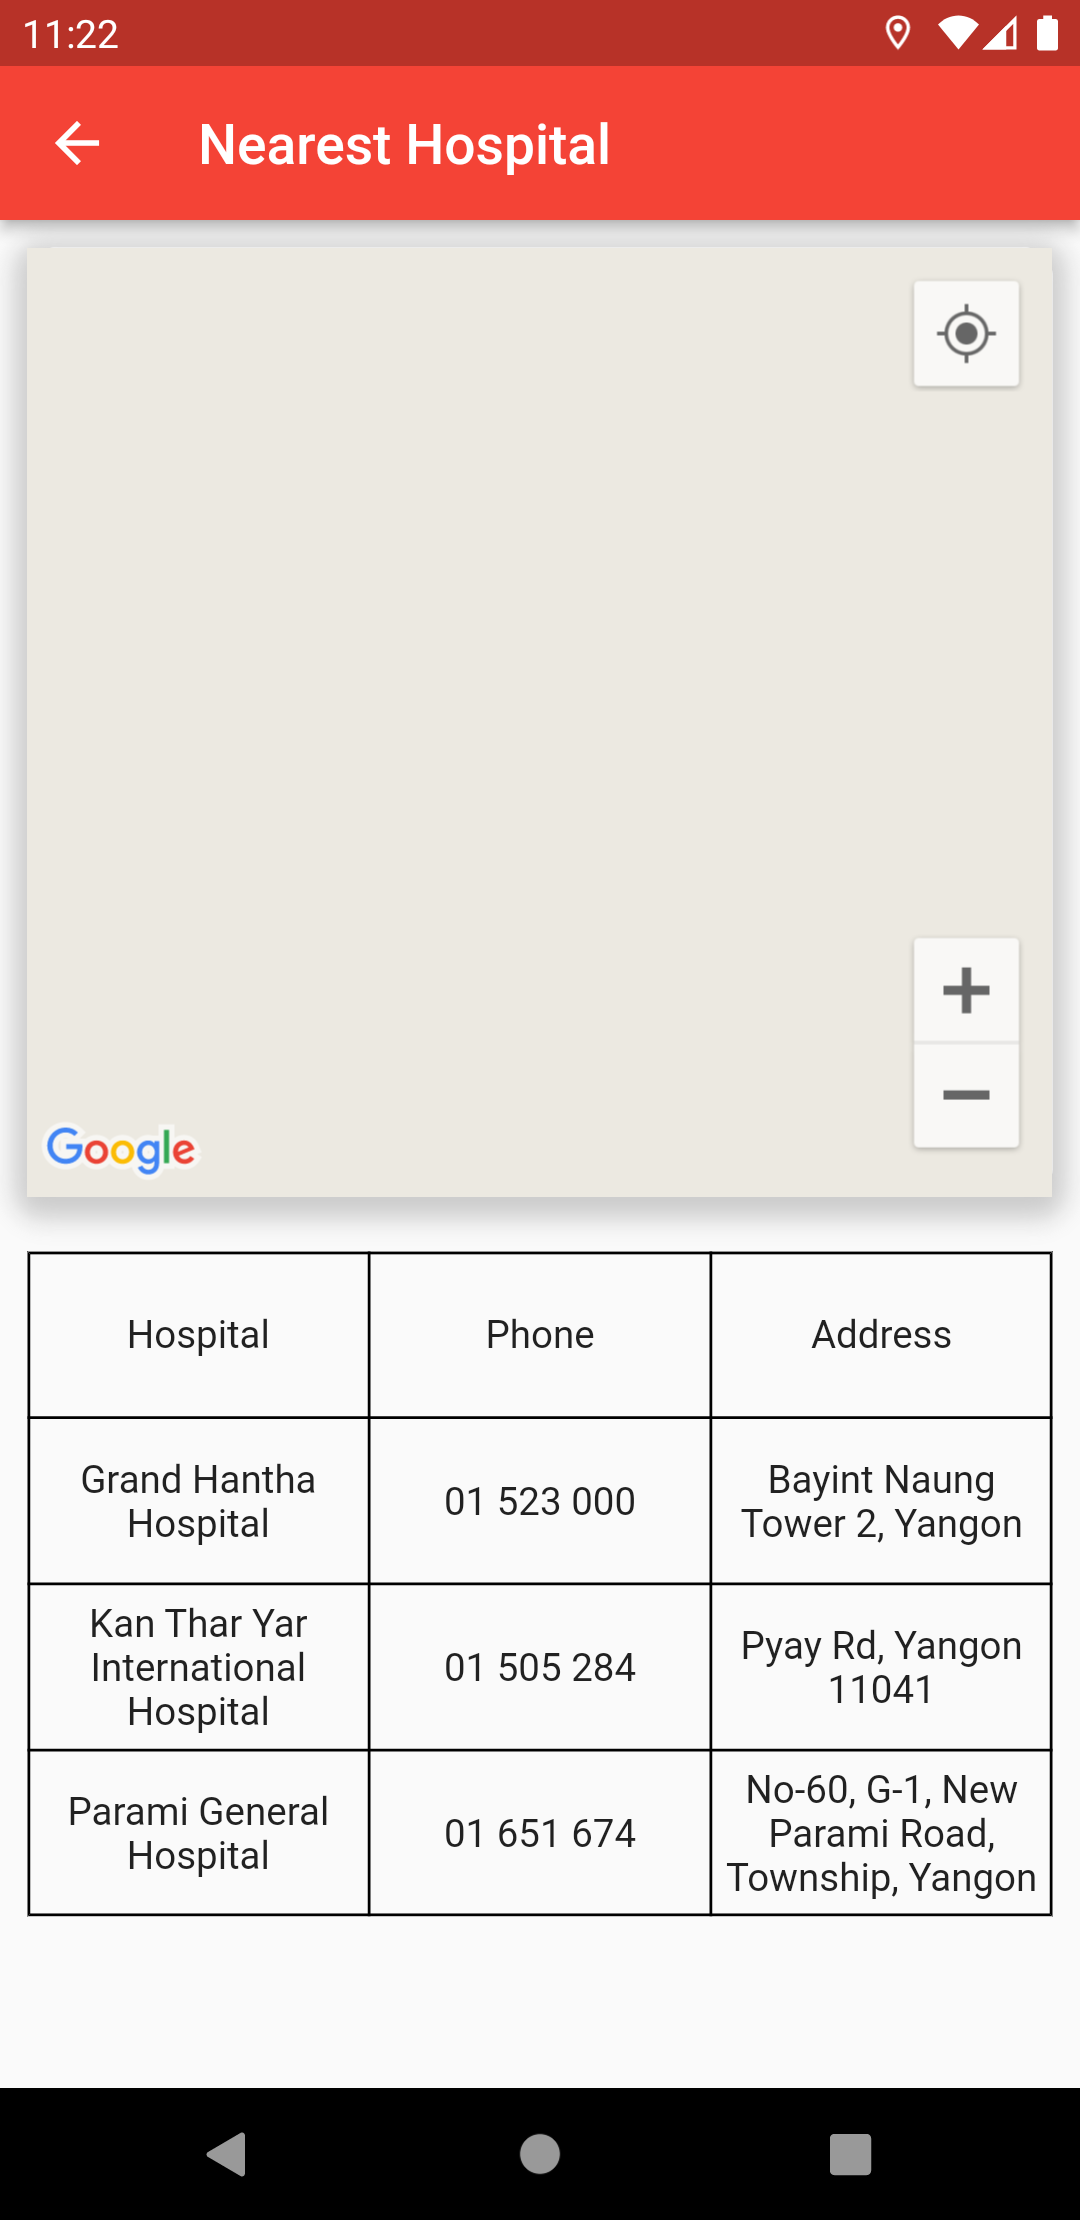 11:22
Nearest Hospital
Google
Hospital
Phone
Address
Grand Hantha
Hospital
01 523 000
Bayint Naung
Tower 2, Yangon
Kan Thar Yar
International
Hospital
01 505 284
Pyay Rd, Yangon
11041
Parami General
Hospital
01 651 674
No-60, G-1, New
Parami Road,
Township, Yangon